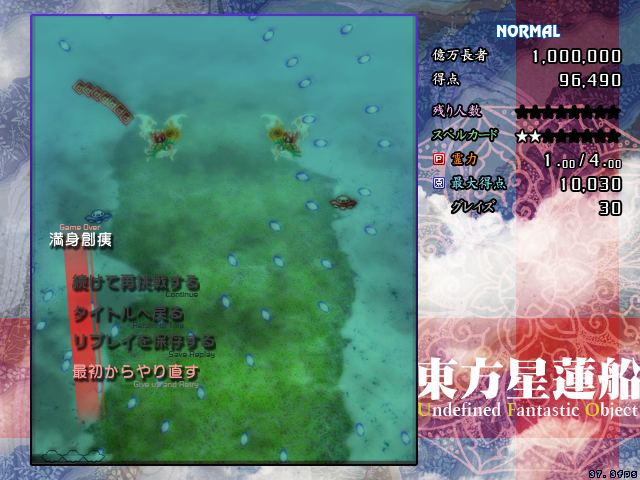 NORMAL
億万長者 1,000,000
得点 96,490
残り人数
スペルカード
P 霊力 1.00/4.00
最大得点 10,030
グレイズ 30
Game Over
満身創痍
続けて再挑戦する
Continue
タイトルへ戻る
Return to Title
リプレイを保存する
Save Replay
最初からやり直す
Give up and Retry
東方星蓮船
Undefined Fantastic Object
37.3fps